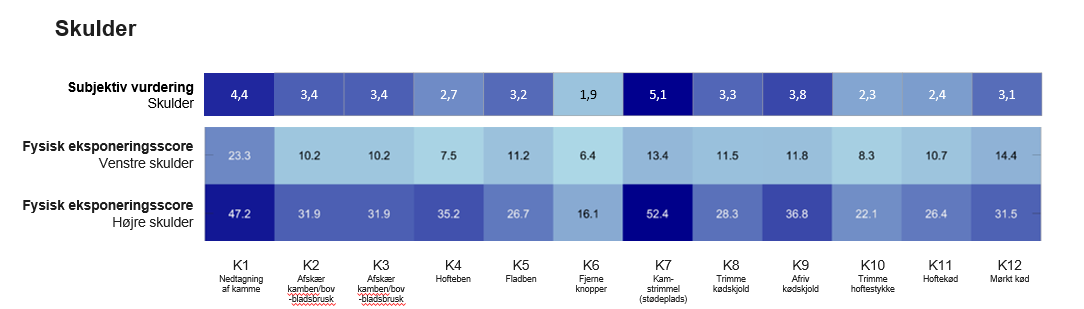 Skulder
Subjektiv vurdering
Skulder
4,4 3,4 3,4 2,7 3,2 1,9 5,1 3,3 3,8 2,3 2,4 3,1
Fysisk eksponeringsscore
Venstre skulder
23.3 10.2 10.2 7.5 11.2 6.4 13.4 11.5 11.8 8.3 10.7 14.4
Fysisk eksponeringsscore
Højre skulder
47.2 31.9 31.9 35.2 26.7 16.1 52.4 28.3 36.8 22.1 26.4 31.5
K1 K2 K3 K4 K5 K6 K7 K8 K9 K10 K11 K12
Nedtagning Afskær Afskær Hofteben Fladben Fjerne Kam- Trimme Afriv Trimme Hoftekød Mørkt kød
af kamme kamben/bov kamben/bov knopper strimmel kødskjold kødskjold hoftestykke
-bladsbrusk -bladsbrusk (stødeplads)